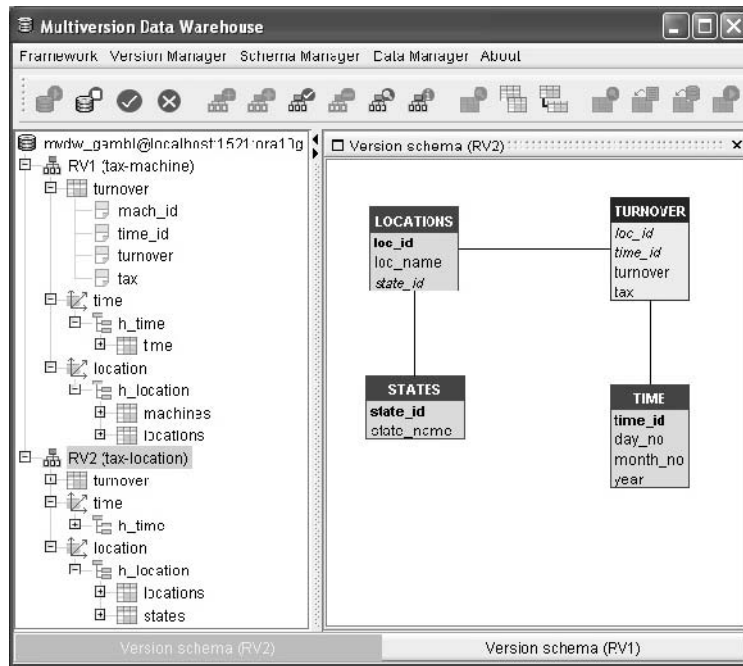 Multiversion Data Warehouse
Framework Version Manager Schema Manager Data Manager About
mvdw_gambl@localhost:1521:ora10g
RV1 (tax-machine)
turnover
mach_id
time_id
turnover
tax
time
h_time
time
location
h_location
machines
locations
RV2 (tax-location)
turnover
time
h_time
location
h_location
locations
states
Version schema (RV2)
LOCATIONS
loc_id
loc_name
state_id
TURNOVER
loc_id
time_id
turnover
tax
STATES
state_id
state_name
TIME
time_id
day_no
month_no
year
Version schema (RV2)
Version schema (RV1)